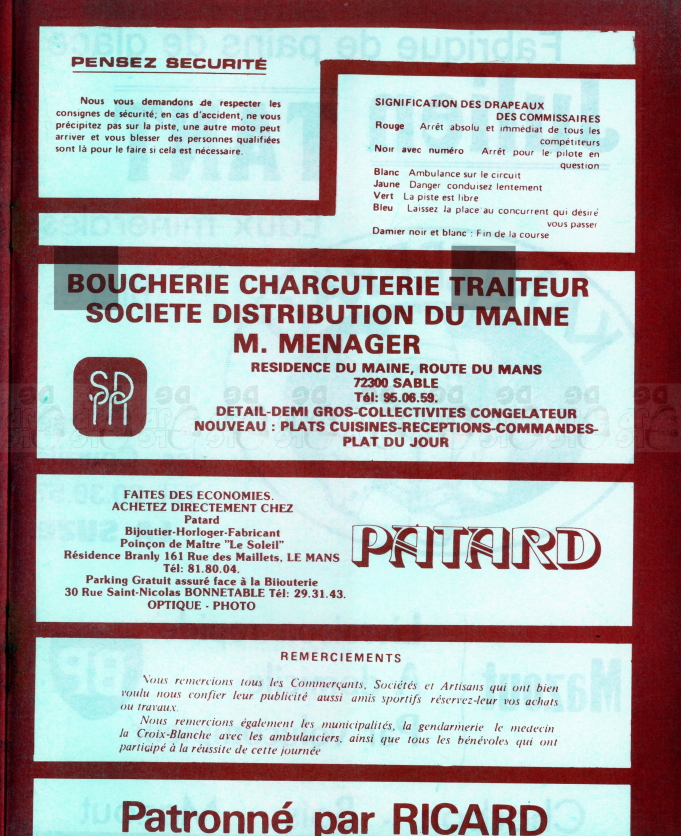 PENSEZ SECURITÉ
Nous vous demandons de respecter les
consignes de sécurité; en cas d'accident, ne vous
précipitez pas sur la piste, une autre moto peut
arriver et vous blesser des personnes qualifiées
sont là pour le faire si cela est nécessaire.
SIGNIFICATION DES DRAPEAUX
DES COMMISSAIRES
Rouge Arrêt absolu et immédiat de tous les
compétiteurs
Noir avec numéro Arrêt pour le pilote en
question
Blanc Ambulance sur le circuit
Jaune Danger conduisez lentement
Vert La piste est libre
Bleu Laissez la place au concurrent qui désire
vous passer
Damier noir et blanc : Fin de la course
BOUCHERIE CHARCUTERIE TRAITEUR
SOCIETE DISTRIBUTION DU MAINE
M. MENAGER
RESIDENCE DU MAINE, ROUTE DU MANS
72300 SABLE
Tél: 95.06.59.
DETAIL-DEMI GROS-COLLECTIVITES CONGELATEUR
NOUVEAU : PLATS CUISINES-RECEPTIONS-COMMANDES-
PLAT DU JOUR
FAITES DES ECONOMIES.
ACHETEZ DIRECTEMENT CHEZ
Patard
Bijoutier-Horloger-Fabricant
Poinçon de Maître "Le Soleil"
Résidence Branly 161 Rue des Maillets, LE MANS
Tél: 81.80.04.
Parking Gratuit assuré face à la Bijouterie
30 Rue Saint-Nicolas BONNETABLE Tél: 29.31.43.
OPTIQUE - PHOTO
PATARD
REMERCIEMENTS
Nous remercions tous les Commerçants, Sociétés et Artisans qui ont bien
voulu nous confier leur publicité aussi amis sportifs réservez-leur vos achats
ou travaux.
Nous remercions également les municipalités, la gendarmerie le medecin
la Croix-Blanche avec les ambulanciers, ainsi que tous les bénévoles qui ont
participé à la réussite de cette journée
Patronné par RICARD